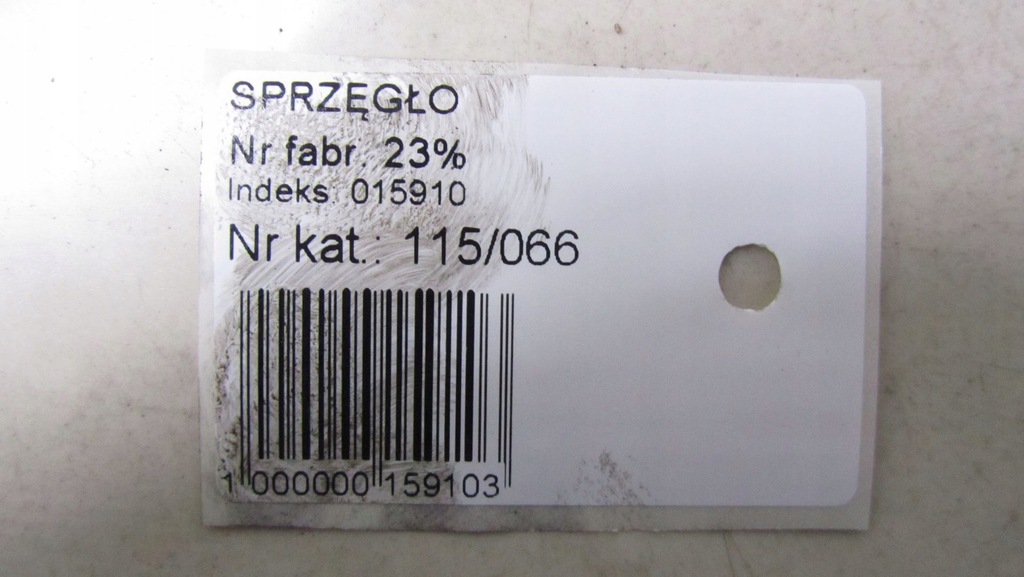 SPRZĘGŁO
Nr fabr. 23%
Indeks: 015910
Nr kat.: 115/066
1 000000 159103